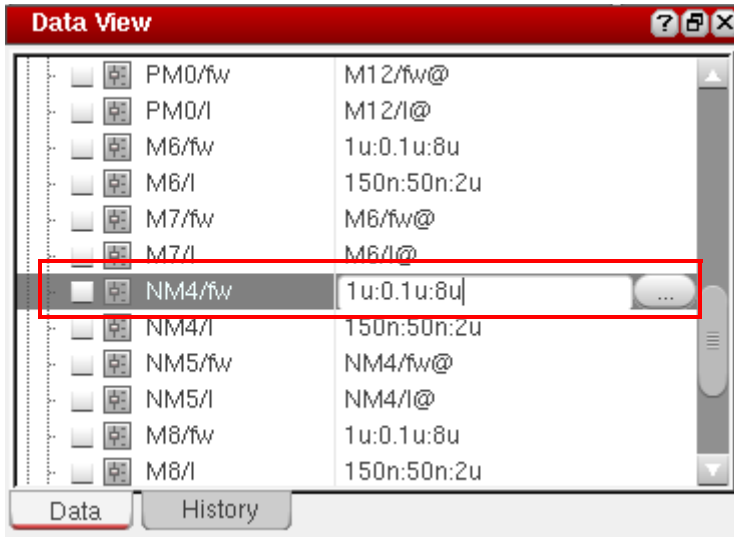 Data View
PM0/fw M12/fw@
PM0/l M12/l@
M6/fw 1u:0.1u:8u
M6/l 150n:50n:2u
M7/fw M6/fw@
M7/l M6/l@
NM4/fw 1u:0.1u:8u ...
NM4/l 150n:50n:2u
NM5/fw NM4/fw@
NM5/l NM4/l@
M8/fw 1u:0.1u:8u
M8/l 150n:50n:2u
Data History